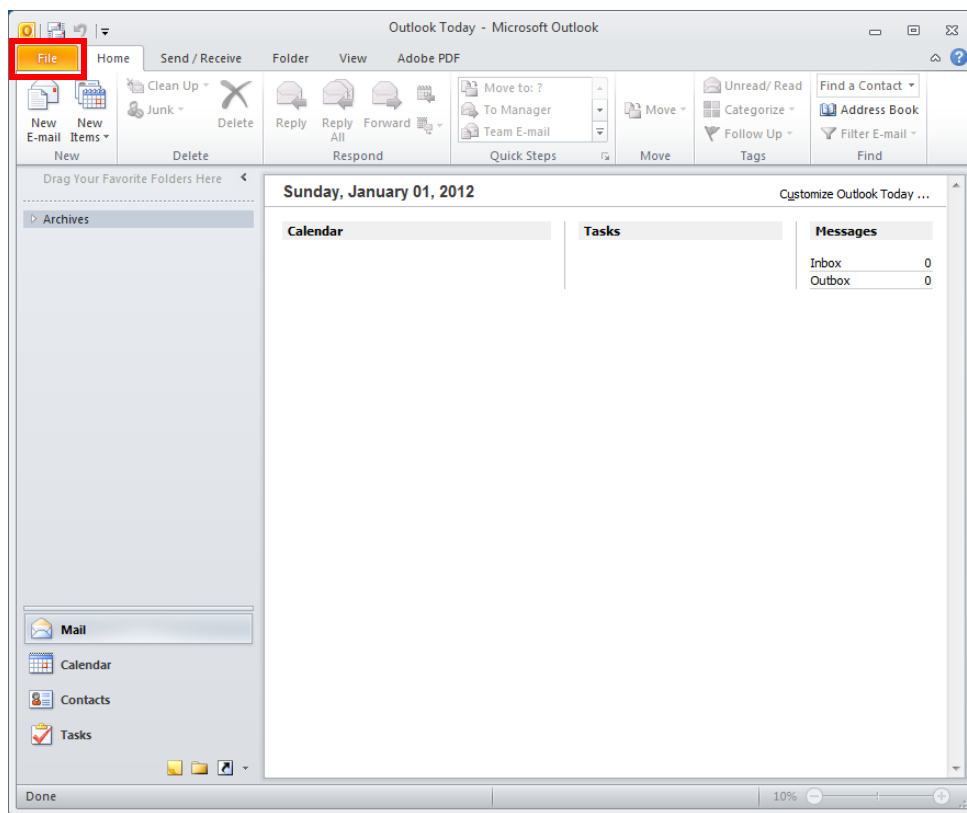 Outlook Today - Microsoft Outlook
File Home Send / Receive Folder View Adobe PDF
New E-mail
New Items
Clean Up
Junk
Delete
Reply
Reply All
Forward
Move to: ?
To Manager
Team E-mail
Move
Unread/ Read
Categorize
Follow Up
Find a Contact
Address Book
Filter E-mail
New Delete Respond Quick Steps Move Tags Find
Drag Your Favorite Folders Here
Archives
Sunday, January 01, 2012
Customize Outlook Today ...
Calendar Tasks Messages
Inbox 0
Outbox 0
Mail
Calendar
Contacts
Tasks
Done 10%